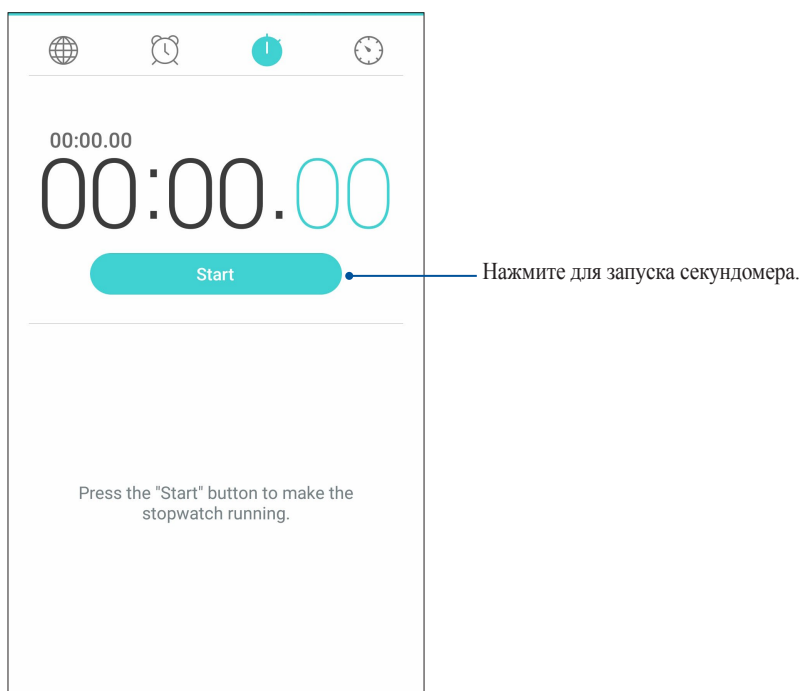 00:00.00
00:00.00
Start
Нажмите для запуска секундомера.
Press the "Start" button to make the
stopwatch running.